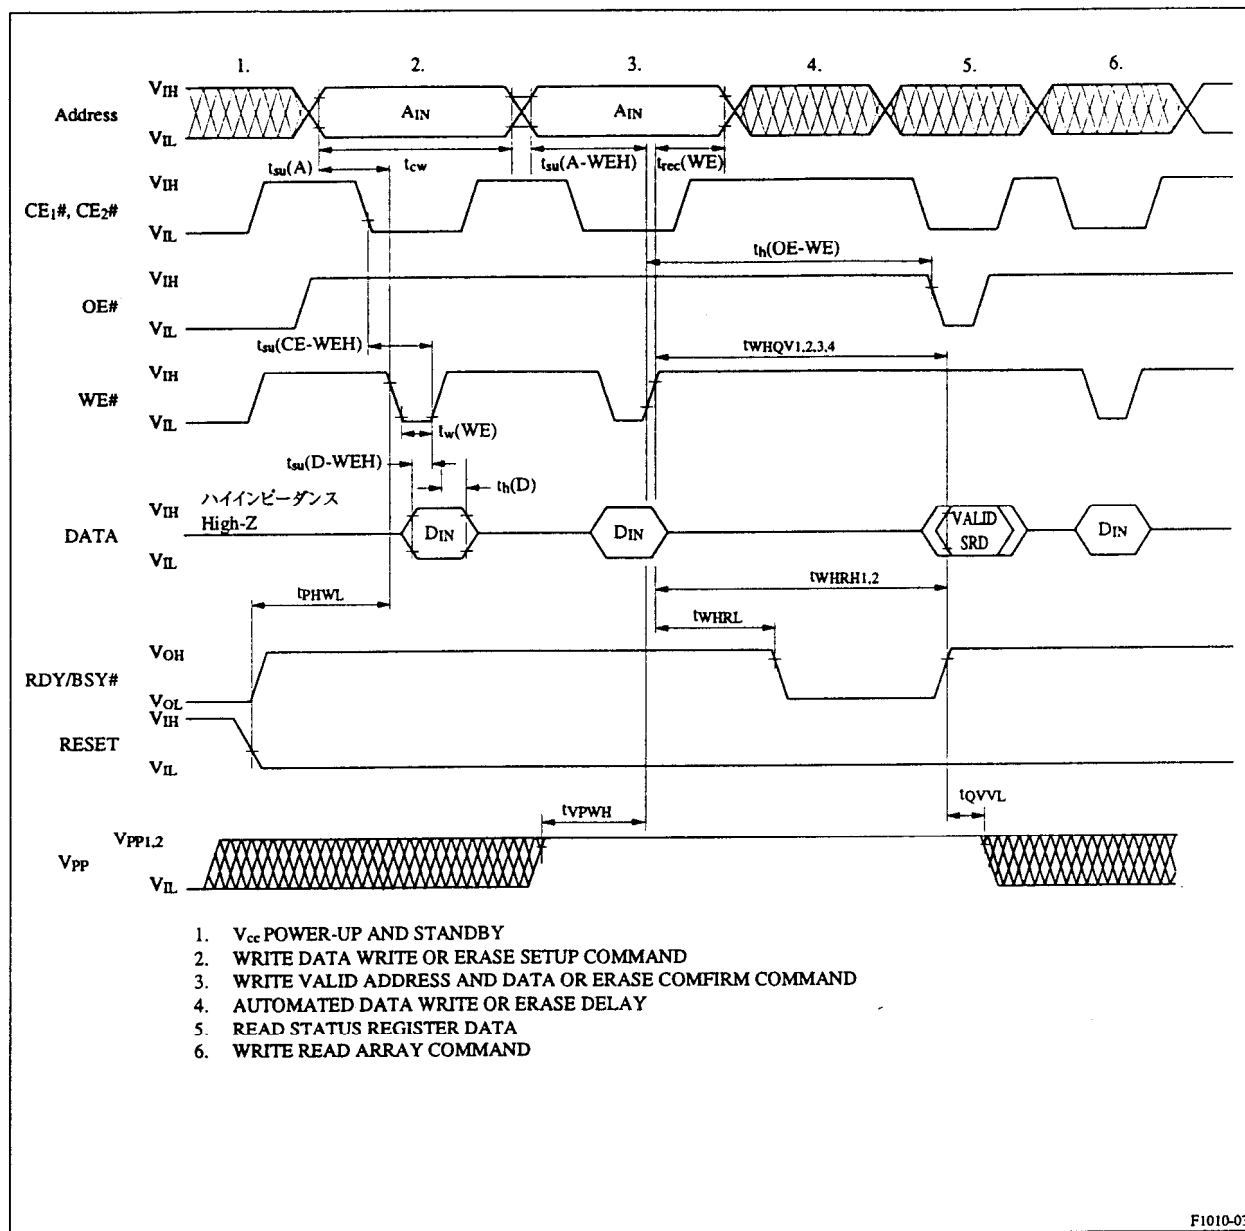 1. 2. 3. 4. 5. 6.
VIH
Address AIN AIN
VIL
tsu(A) tcw tsu(A-WEH) trec(WE)
VIH
CE1#, CE2#
VIL
th(OE-WE)
VIH
OE#
VIL
tsu(CE-WEH) tWHQV1,2,3,4
VIH
WE#
VIL
tw(WE)
tsu(D-WEH)
th(D)
ハイインピーダンス
VIH
High-Z
DATA DIN DIN VALID SRD DIN
VIL
tPHWL tWHRH1,2
tWHRL
VOH
RDY/BSY#
VOL
VIH
RESET
VIL
tVPWH tQVVL
VPP1,2
VPP
VIL
1. Vcc POWER-UP AND STANDBY
2. WRITE DATA WRITE OR ERASE SETUP COMMAND
3. WRITE VALID ADDRESS AND DATA OR ERASE COMFIRM COMMAND
4. AUTOMATED DATA WRITE OR ERASE DELAY
5. READ STATUS REGISTER DATA
6. WRITE READ ARRAY COMMAND